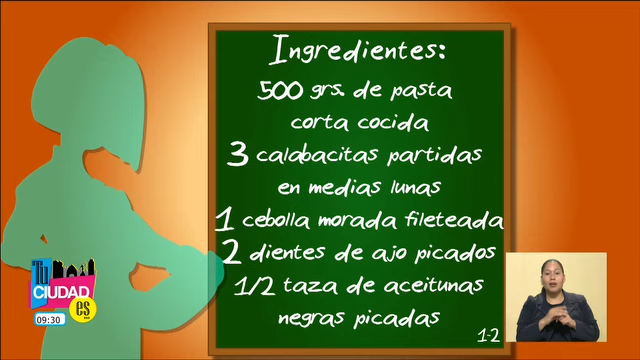 Ingredientes:
500 grs. de pasta
corta cocida
3 calabacitas partidas
en medias lunas
1 cebolla morada fileteada
2 dientes de ajo picados
1/2 taza de aceitunas
negras picadas
1-2
Tu
CIUDAD
es
09:30